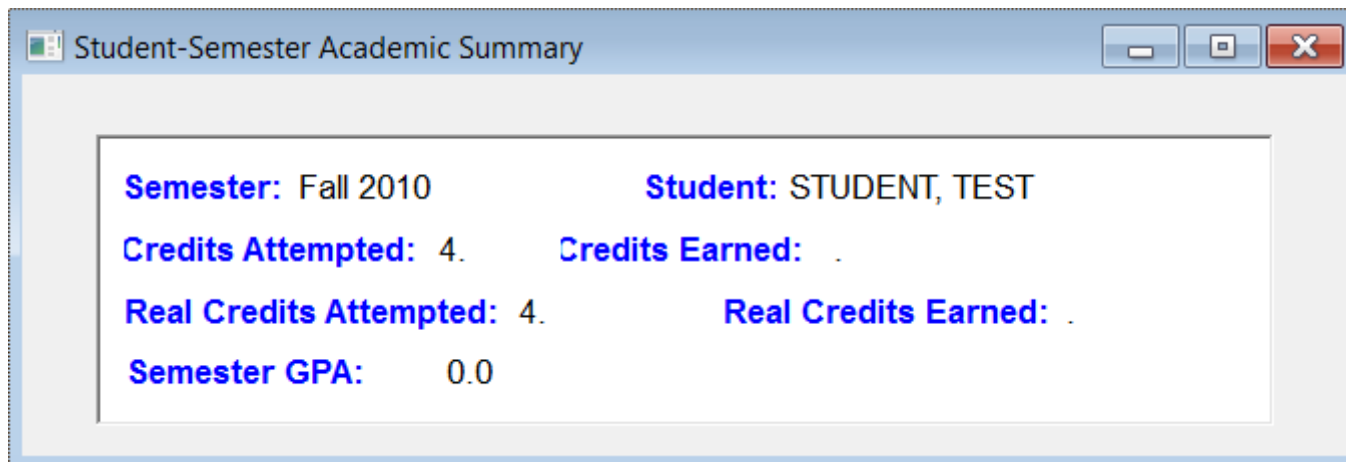 Student-Semester Academic Summary
Semester: Fall 2010 Student: STUDENT, TEST
Credits Attempted: 4. Credits Earned: .
Real Credits Attempted: 4. Real Credits Earned: .
Semester GPA: 0.0